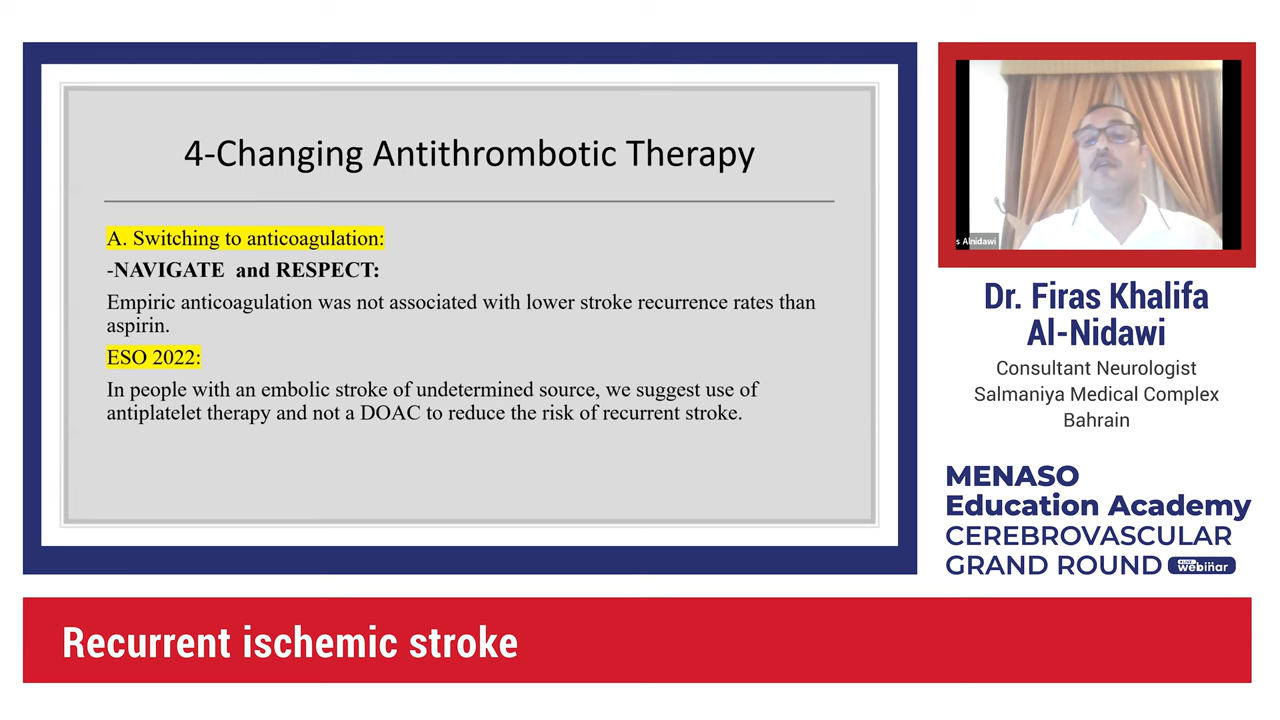 4-Changing Antithrombotic Therapy
A. Switching to anticoagulation:
-NAVIGATE and RESPECT:
Empiric anticoagulation was not associated with lower stroke recurrence rates than
aspirin.
ESO 2022:
In people with an embolic stroke of undetermined source, we suggest use of
antiplatelet therapy and not a DOAC to reduce the risk of recurrent stroke.
s Alnidawi
Dr. Firas Khalifa
Al-Nidawi
Consultant Neurologist
Salmaniya Medical Complex
Bahrain
MENASO
Education Academy
CEREBROVASCULAR
GRAND ROUND webinar
Recurrent ischemic stroke